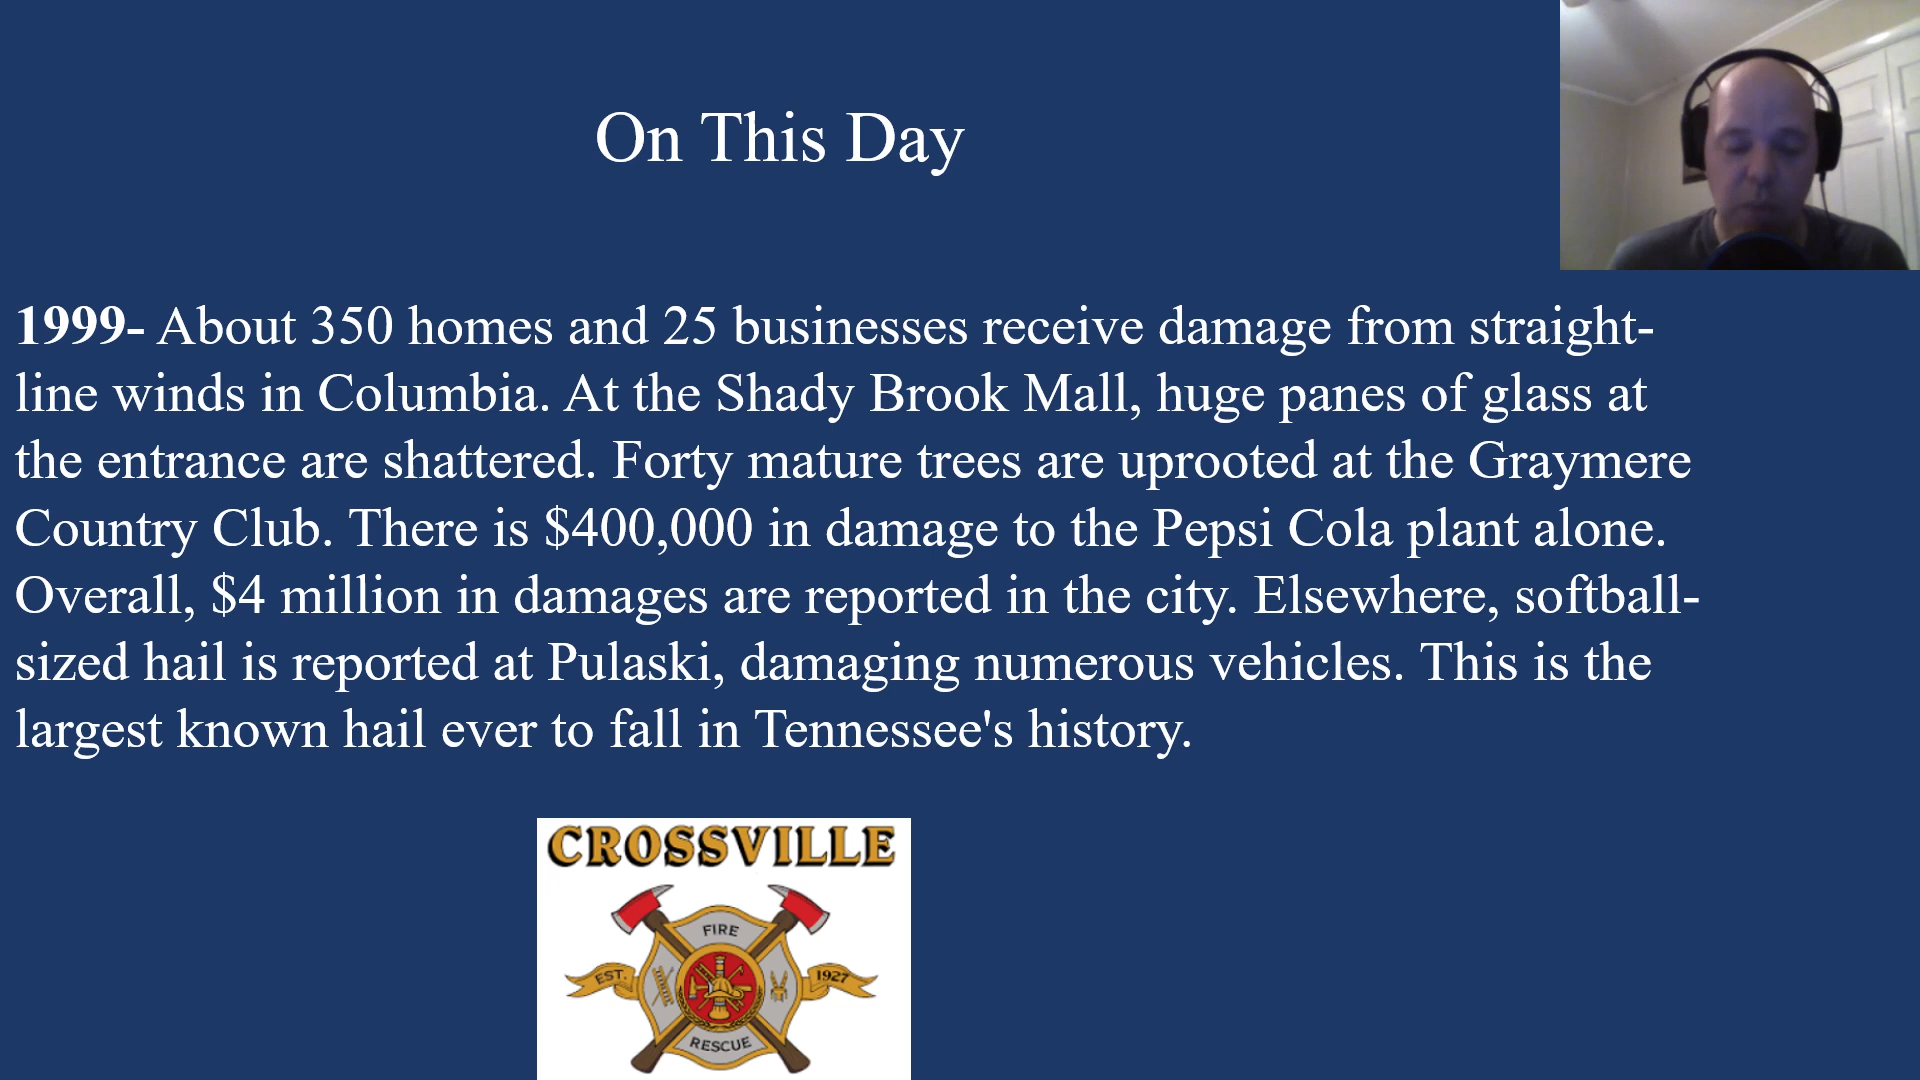 On This Day
1999- About 350 homes and 25 businesses receive damage from straight-
line winds in Columbia. At the Shady Brook Mall, huge panes of glass at
the entrance are shattered. Forty mature trees are uprooted at the Graymere
Country Club. There is $400,000 in damage to the Pepsi Cola plant alone.
Overall, $4 million in damages are reported in the city. Elsewhere, softball-
sized hail is reported at Pulaski, damaging numerous vehicles. This is the
largest known hail ever to fall in Tennessee's history.
CROSSVILLE
FIRE
EST. 1927
RESCUE